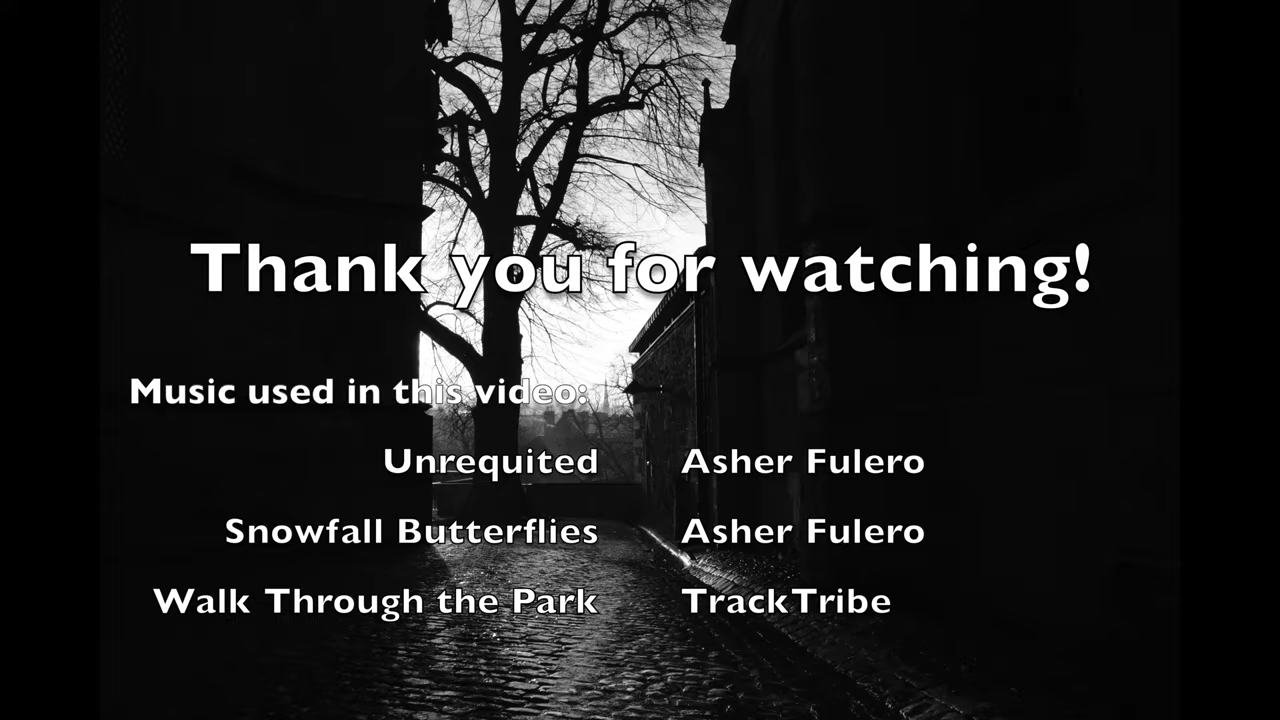 Thank you for watching!
Music used in this video:
Unrequited Asher Fulero
Snowfall Butterflies Asher Fulero
Walk Through the Park TrackTribe